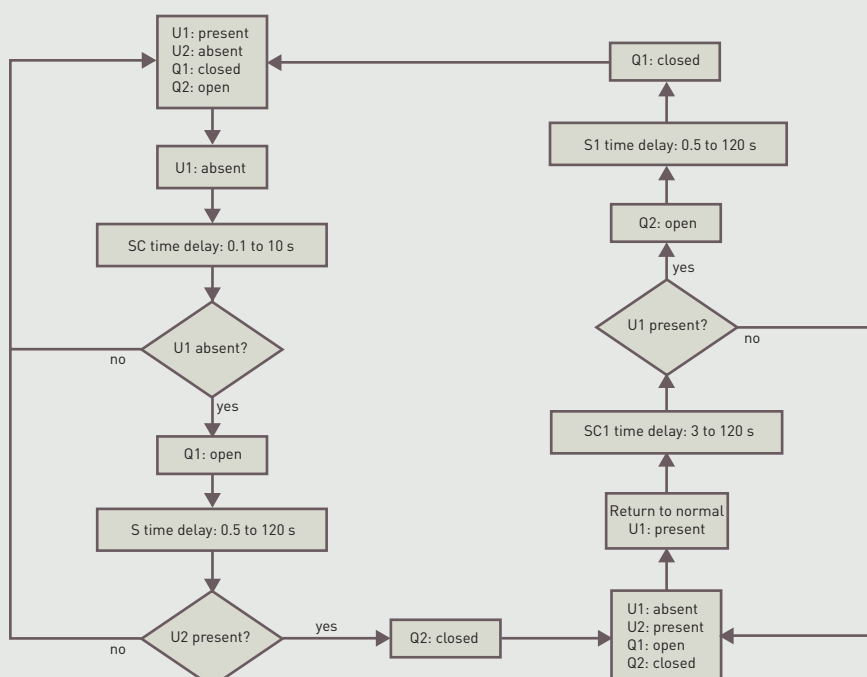 U1: present
U2: absent
Q1: closed
Q2: open
U1: absent
SC time delay: 0.1 to 10 s
U1 absent?
no
yes
Q1: open
S time delay: 0.5 to 120 s
U2 present?
no
yes
Q2: closed
U1: absent
U2: present
Q1: open
Q2: closed
Return to normal
U1: present
SC1 time delay: 3 to 120 s
U1 present?
no
yes
Q2: open
S1 time delay: 0.5 to 120 s
Q1: closed